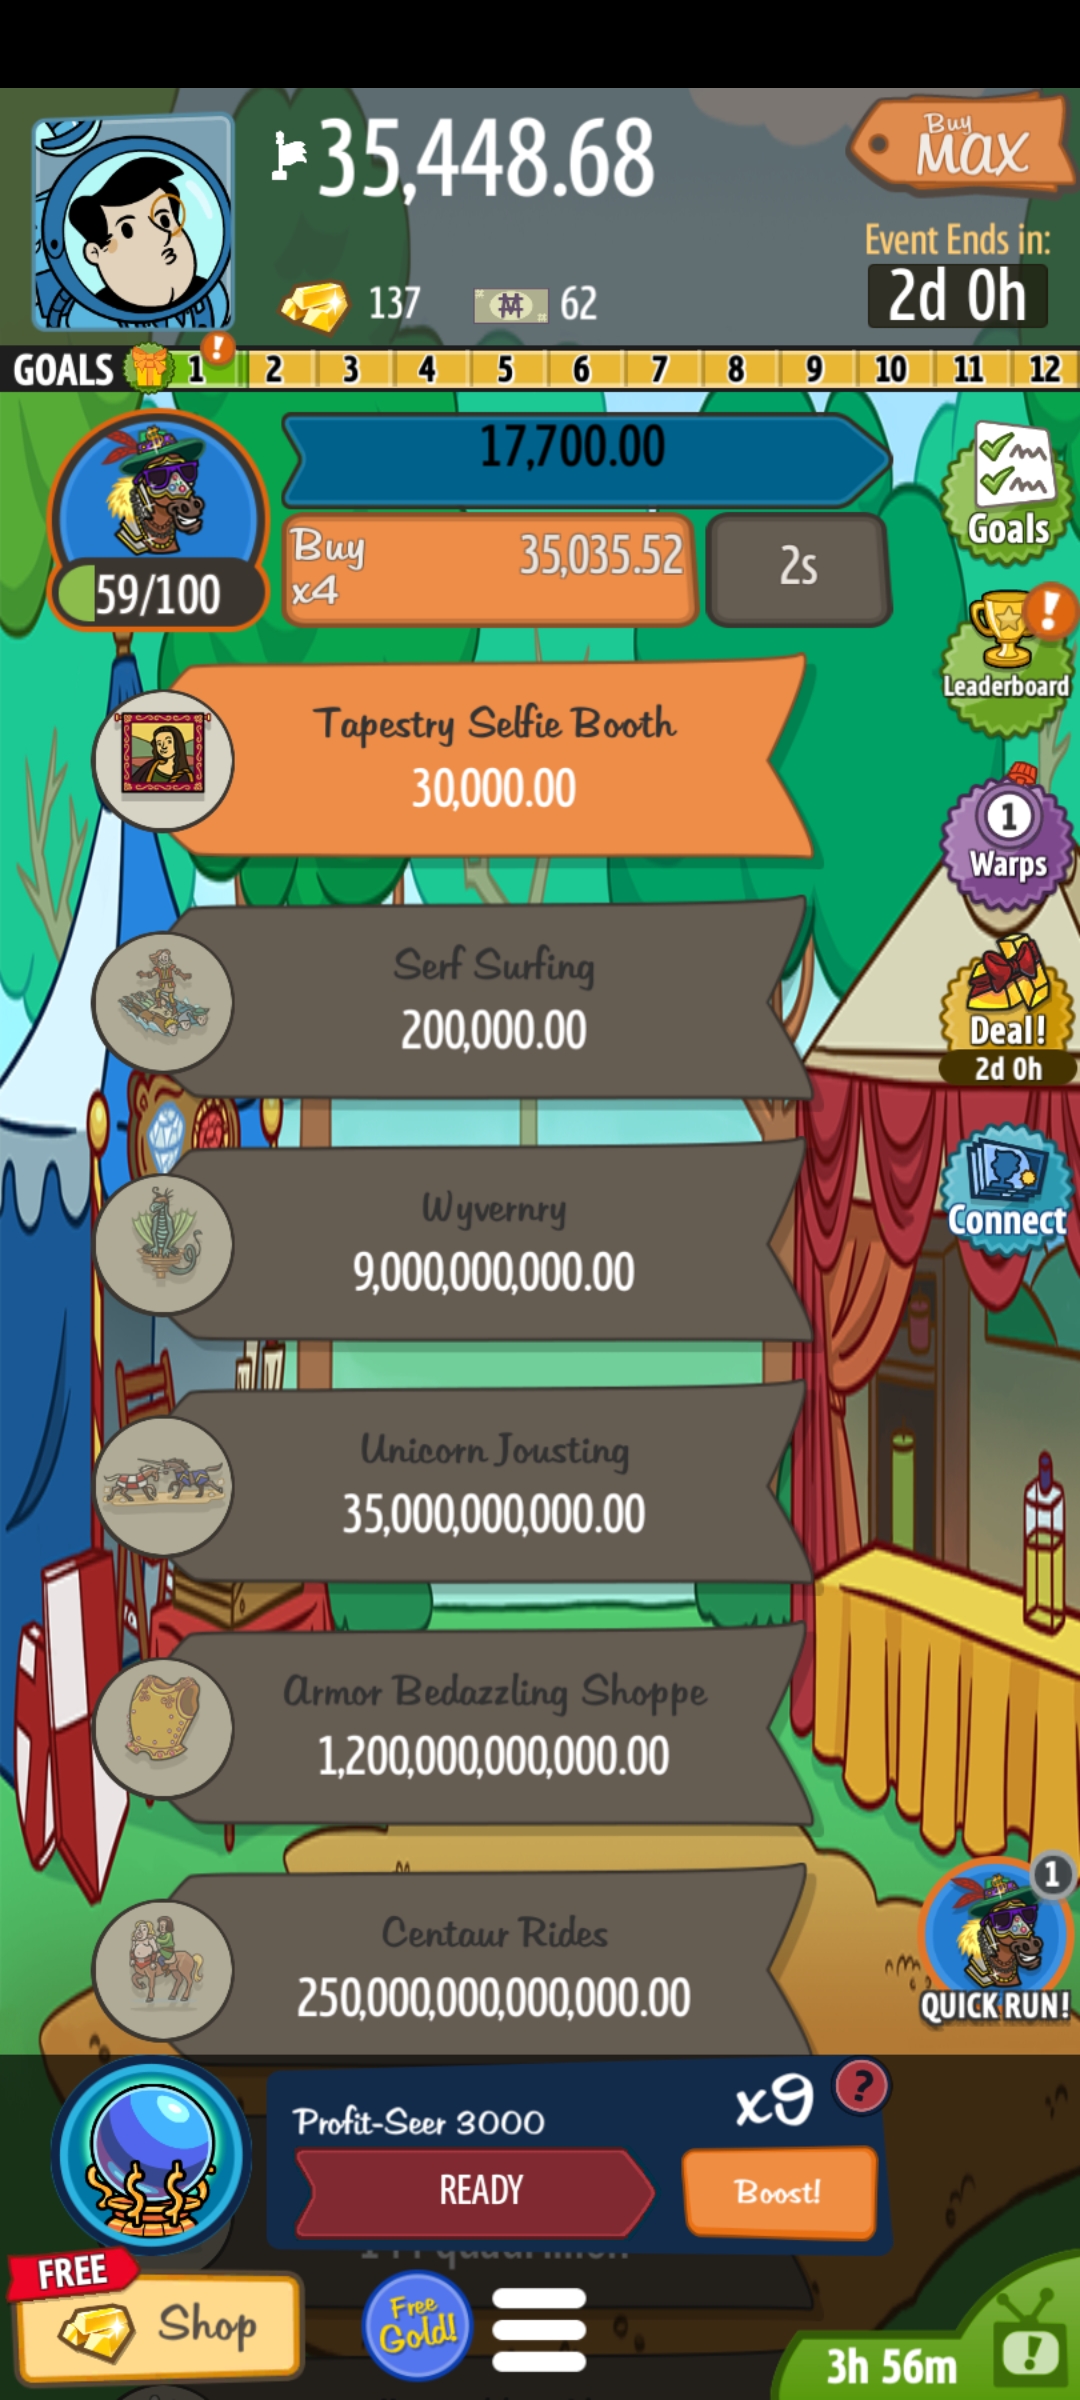 35,448.68
Buy
MAX
Event Ends in:
2d 0h
137
62
GOALS 1 ! 2 3 4 5 6 7 8 9 10 11 12
17,700.00
Buy
x4
35,035.52
2s
59/100
Goals
!
Leaderboard
Tapestry Selfie Booth
30,000.00
1
Warps
Serf Surfing
200,000.00
Deal!
2d 0h
Wyvernry
9,000,000,000.00
Connect
Unicorn Jousting
35,000,000,000.00
Armor Bedazzling Shoppe
1,200,000,000,000.00
Centaur Rides
250,000,000,000,000.00
1
QUICK RUN!
Profit-Seer 3000
x9
?
READY
Boost!
FREE
Shop
Free
Gold!
3h 56m
!